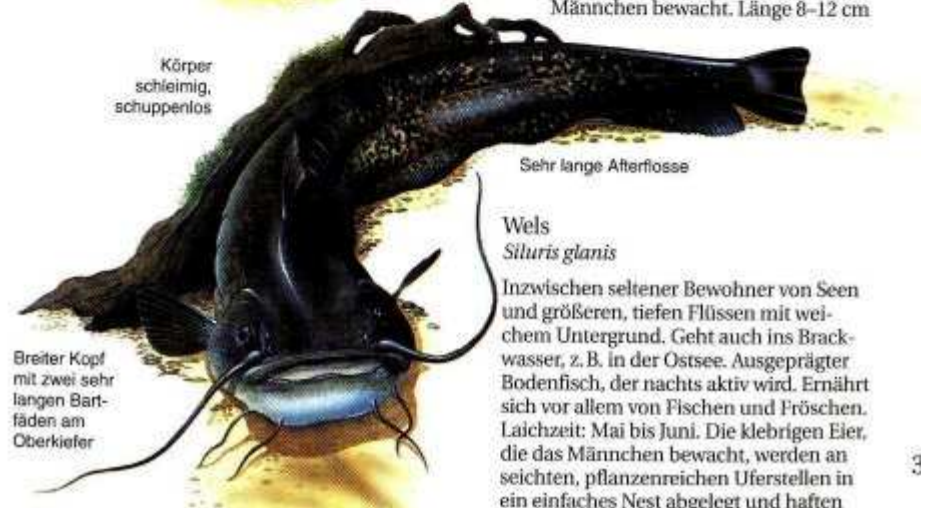 Männchen bewacht. Länge 8–12 cm
Körper
schleimig,
schuppenlos
Sehr lange Afterflosse
Wels
Siluris glanis
Inzwischen seltener Bewohner von Seen
und größeren, tiefen Flüssen mit wei-
chem Untergrund. Geht auch ins Brack-
wasser, z. B. in der Ostsee. Ausgeprägter
Bodenfisch, der nachts aktiv wird. Ernährt
sich vor allem von Fischen und Fröschen.
Laichzeit: Mai bis Juni. Die klebrigen Eier,
die das Männchen bewacht, werden an
seichten, pflanzenreichen Uferstellen in
ein einfaches Nest abgelegt und haften
Breiter Kopf
mit zwei sehr
langen Bart-
fäden am
Oberkiefer